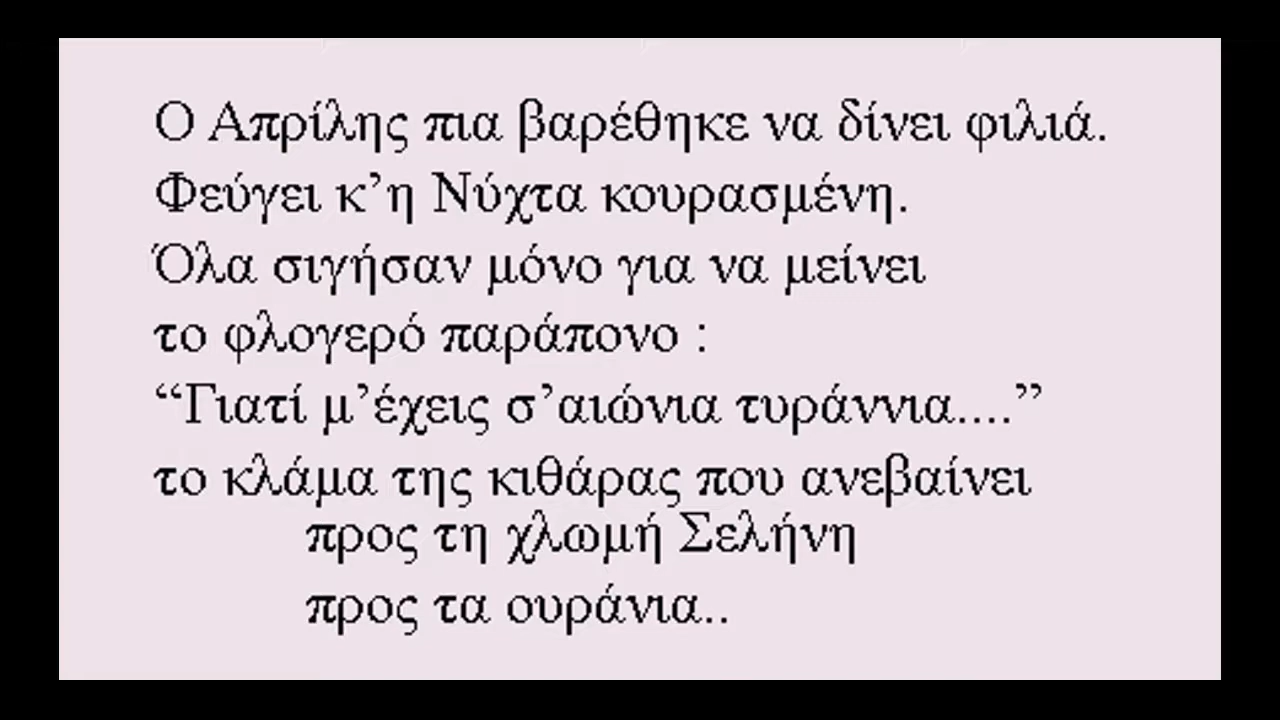 Ο Απρίλης πια βαρέθηκε να δίνει φιλιά.
Φεύγει κ’η Νύχτα κουρασμένη.
Όλα σιγήσαν μόνο για να μείνει
το φλογερό παράπονο :
“Γιατί μ’έχεις σ’αιώνια τυράννια....”
το κλάμα της κιθάρας που ανεβαίνει
προς τη χλωμή Σελήνη
προς τα ουράνια..